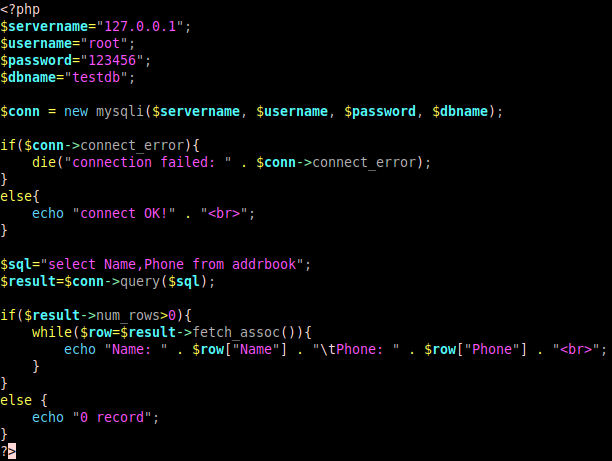 <?php
$servername="127.0.0.1";
$username="root";
$password="123456";
$dbname="testdb";
$conn = new mysqli($servername, $username, $password, $dbname);
if($conn->connect_error){
die("connection failed: " . $conn->connect_error);
}
else{
echo "connect OK!" . "<br>";
}
$sql="select Name,Phone from addrbook";
$result=$conn->query($sql);
if($result->num_rows>0){
while($row=$result->fetch_assoc()){
echo "Name: " . $row["Name"] . "\tPhone: " . $row["Phone"] . "<br>";
}
}
else {
echo "0 record";
}
?>